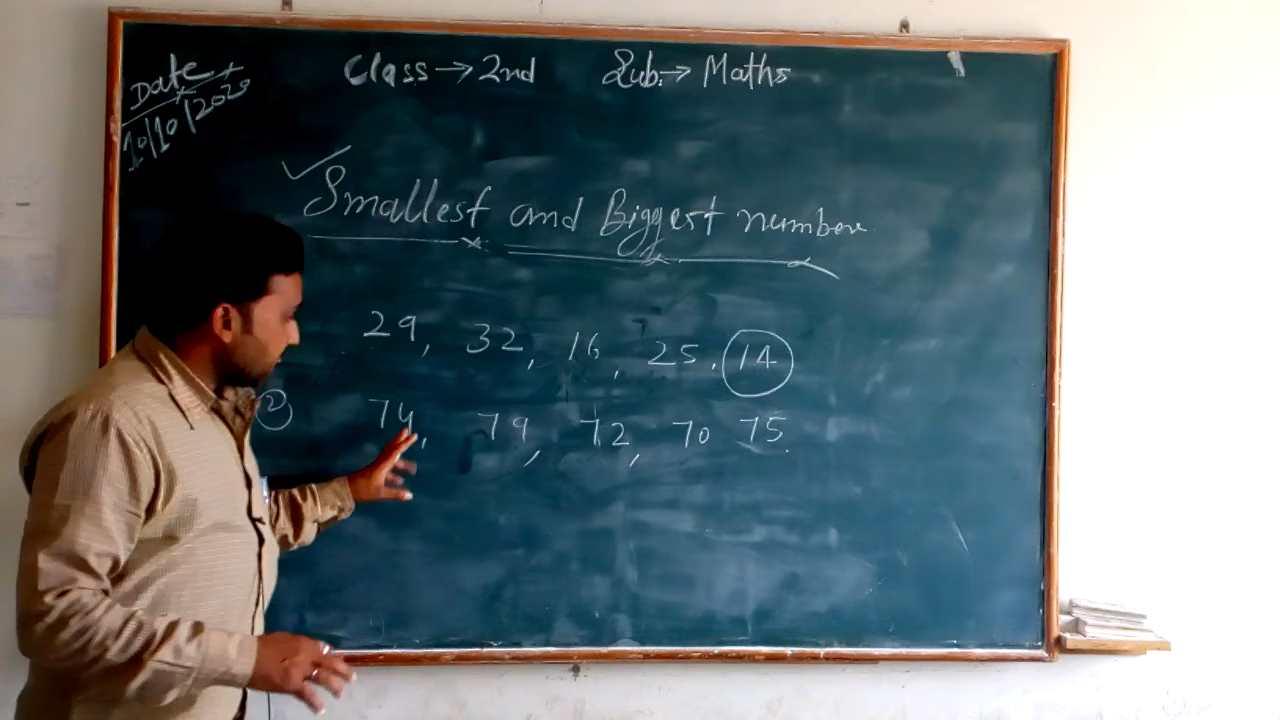 Date
10/10/2020
Class → 2nd Sub. → Maths
Smallest and Biggest number
29, 32, 16, 25. 14
2 74, 79, 72, 70 75.